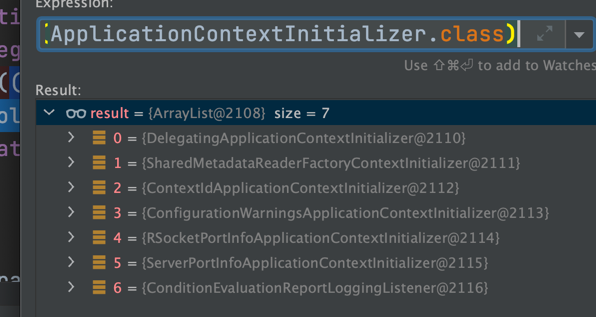 Expression:
(ApplicationContextInitializer.class)
Use ⇧⌘⏎ to add to Watches
Result:
result = {ArrayList@2108} size = 7
0 = {DelegatingApplicationContextInitializer@2110}
1 = {SharedMetadataReaderFactoryContextInitializer@2111}
2 = {ContextIdApplicationContextInitializer@2112}
3 = {ConfigurationWarningsApplicationContextInitializer@2113}
4 = {RSocketPortInfoApplicationContextInitializer@2114}
5 = {ServerPortInfoApplicationContextInitializer@2115}
6 = {ConditionEvaluationReportLoggingListener@2116}